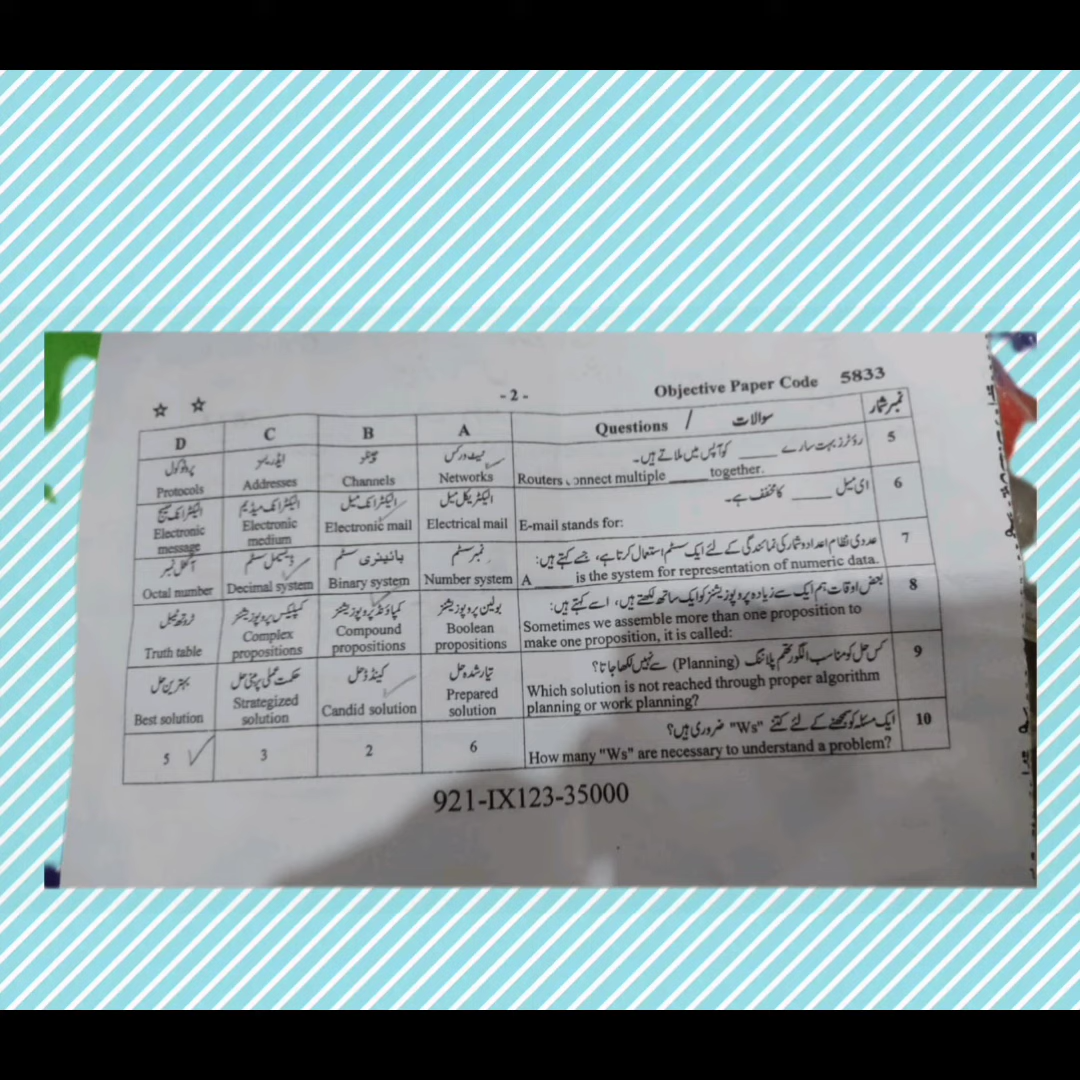 ☆ ☆ -2- Objective Paper Code 5833
D C B A Questions / سوالات نمبر شمار
پروٹوکول ایڈریسز چینلز نیٹ ورکس روٹرز بہت سارے ____ کو آپس میں ملاتے ہیں۔ 5
Protocols Addresses Channels Networks Routers connect multiple ____ together.
الیکٹرانک میسج الیکٹرانک میڈیم الیکٹرانک میل الیکٹریکل میل ای میل ____ کا مخفف ہے۔ 6
Electronic message Electronic medium Electronic mail Electrical mail E-mail stands for:
آکٹل نمبر ڈیسیمل سسٹم بائینری سسٹم نمبر سسٹم عددی نظام اعداد و شمار کی نمائندگی کے لئے ایک سسٹم استعمال کرتا ہے، جسے کہتے ہیں: 7
Octal number Decimal system Binary system Number system A ____ is the system for representation of numeric data.
ٹروتھ ٹیبل کمپلیکس پروپوزیشنز کمپاؤنڈ پروپوزیشنز بولین پروپوزیشنز بعض اوقات ہم ایک سے زیادہ پروپوزیشنز کو ایک ساتھ لکھتے ہیں، اسے کہتے ہیں: 8
Truth table Complex propositions Compound propositions Boolean propositions Sometimes we assemble more than one proposition to
make one proposition, it is called:
بہترین حل حکمت عملی پر مبنی حل کینڈڈ حل تیار شدہ حل کس حل کو مناسب الگورتھم پلاننگ (Planning) سے نہیں لکھا جاتا؟ 9
Best solution Strategized solution Candid solution Prepared solution Which solution is not reached through proper algorithm
planning or work planning?
ایک مسئلہ کو سمجھنے کے لئے کتنے "Ws" ضروری ہیں؟ 10
5 3 2 6 How many "Ws" are necessary to understand a problem?
921-IX123-35000